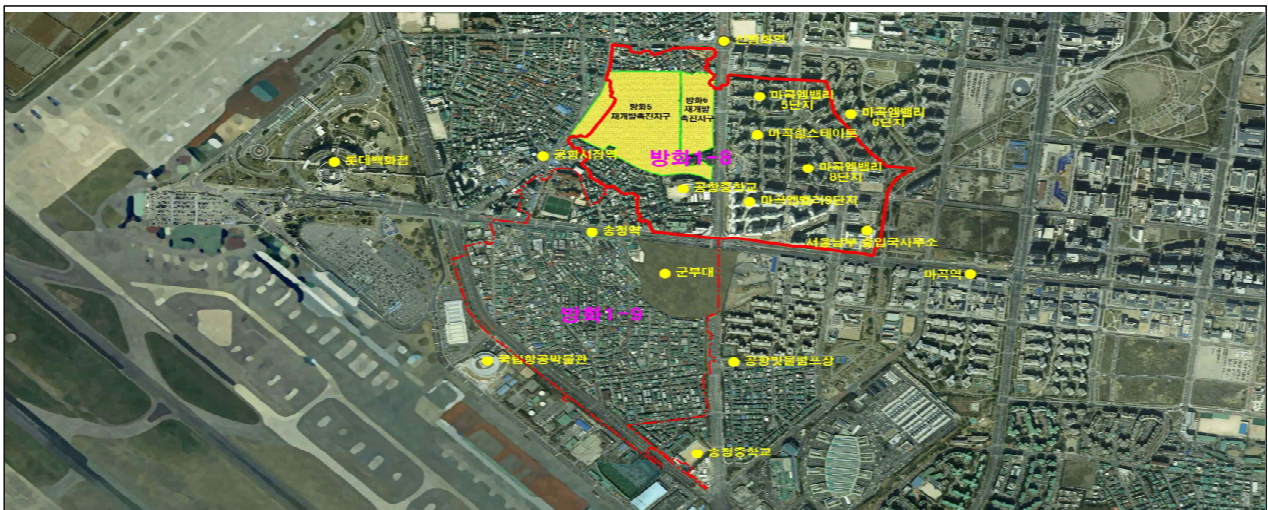 신방화역
방화5
재개발촉진지구
방화6
재개발
촉진지구
마곡엠밸리
5단지
마곡엠밸리
6단지
마곡힐스테이트
롯데백화점
공항시장역
방화1-8
마곡엠밸리
8단지
공항중학교
마곡엠밸리9단지
송정역
서울남부 출입국사무소
군부대
마곡역
방화1-9
국립항공박물관
공항빗물펌프장
송정중학교